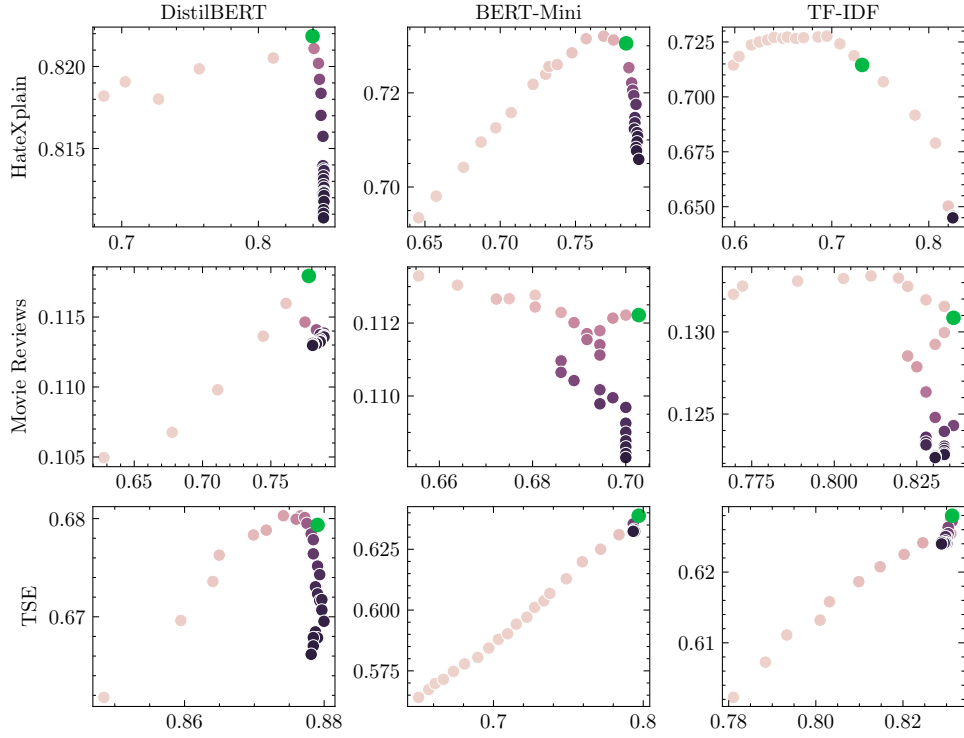 DistilBERT BERT-Mini TF-IDF
HateXplain
0.820
0.815
0.7 0.8
0.72
0.70
0.65 0.70 0.75
0.725
0.700
0.675
0.650
0.6 0.7 0.8
Movie Reviews
0.115
0.110
0.105
0.65 0.70 0.75
0.112
0.110
0.66 0.68 0.70
0.130
0.125
0.775 0.800 0.825
TSE
0.68
0.67
0.86 0.88
0.625
0.600
0.575
0.7 0.8
0.62
0.61
0.78 0.80 0.82